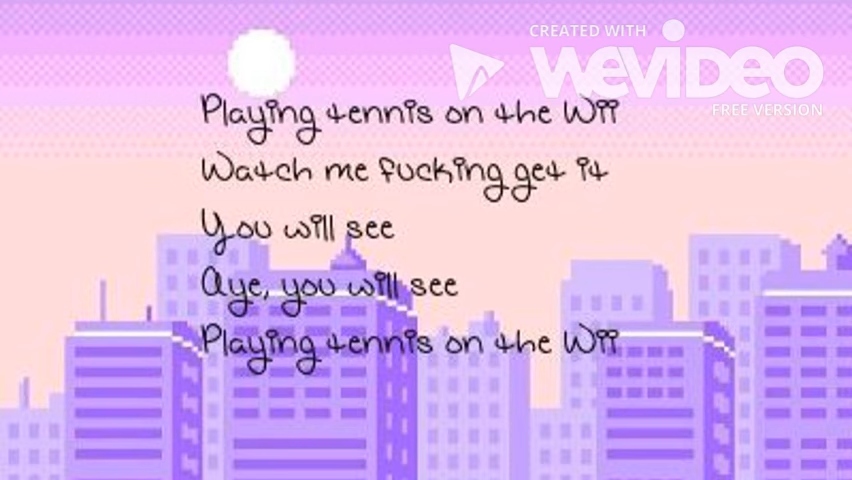 CREATED WITH
WeVideo
FREE VERSION
Playing tennis on the Wii
Watch me fucking get it
You will see
Aye, you will see
Playing tennis on the Wii